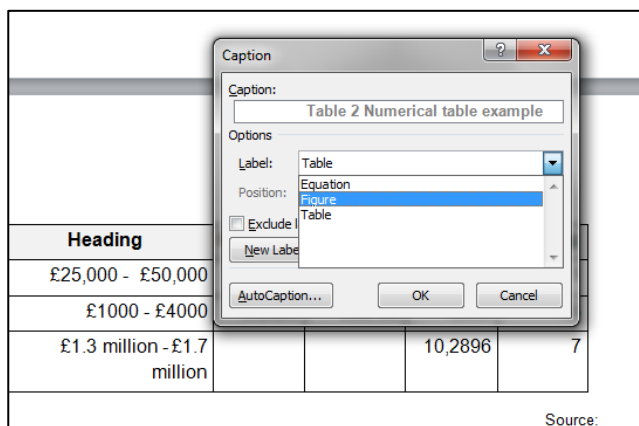 Caption
Caption:
Table 2 Numerical table example
Options
Label: Table
Equation
Position: Figure
Table
Exclude l
Heading
New Labe
£25,000 - £50,000
AutoCaption... OK Cancel
£1000 - £4000
£1.3 million - £1.7 10,2896 7
million
Source: